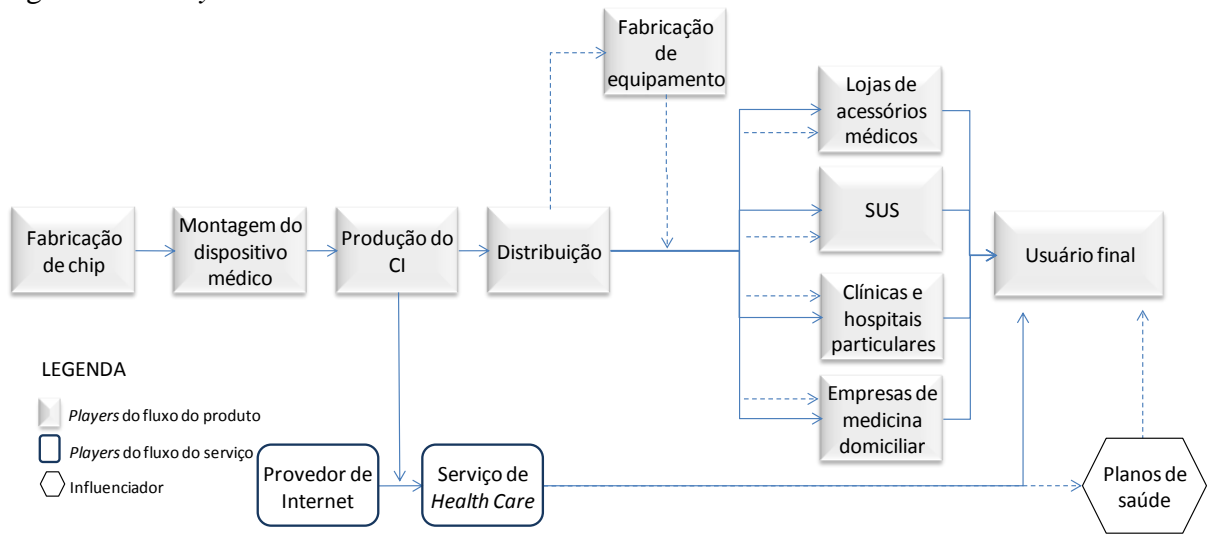 Fabricação
de
equipamento
Lojas de
acessórios
médicos
SUS
Fabricação
de chip
Montagem do
dispositivo
médico
Produção do
CI
Distribuição
Usuário final
Clínicas e
hospitais
particulares
Empresas de
medicina
domiciliar
LEGENDA
Players do fluxo do produto
Players do fluxo do serviço
Influenciador
Provedor de
Internet
Serviço de
Health Care
Planos de
saúde